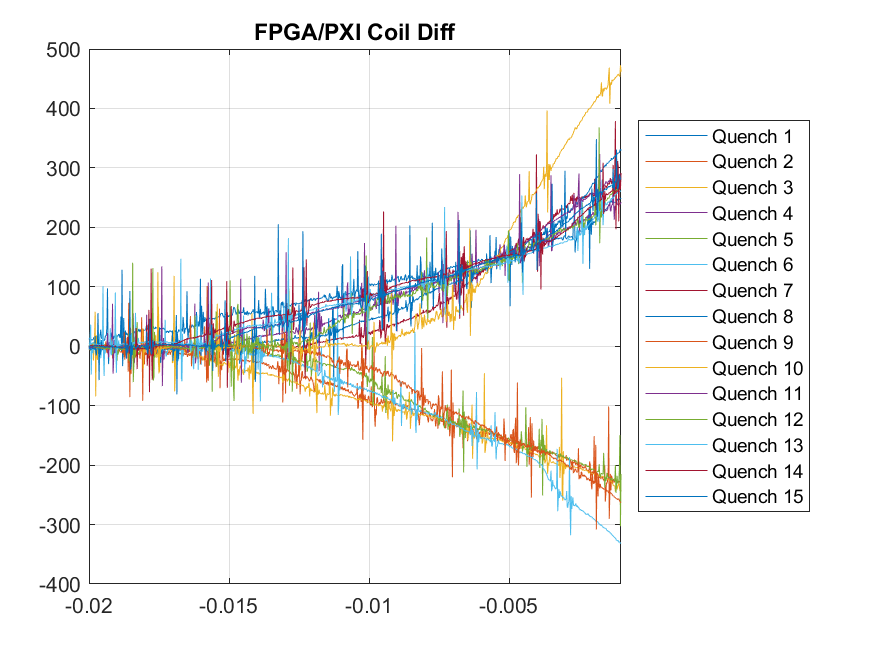 FPGA/PXI Coil Diff
500
400
300
200
100
0
-100
-200
-300
-400
-0.02
-0.015
-0.01
-0.005
Quench 1
Quench 2
Quench 3
Quench 4
Quench 5
Quench 6
Quench 7
Quench 8
Quench 9
Quench 10
Quench 11
Quench 12
Quench 13
Quench 14
Quench 15